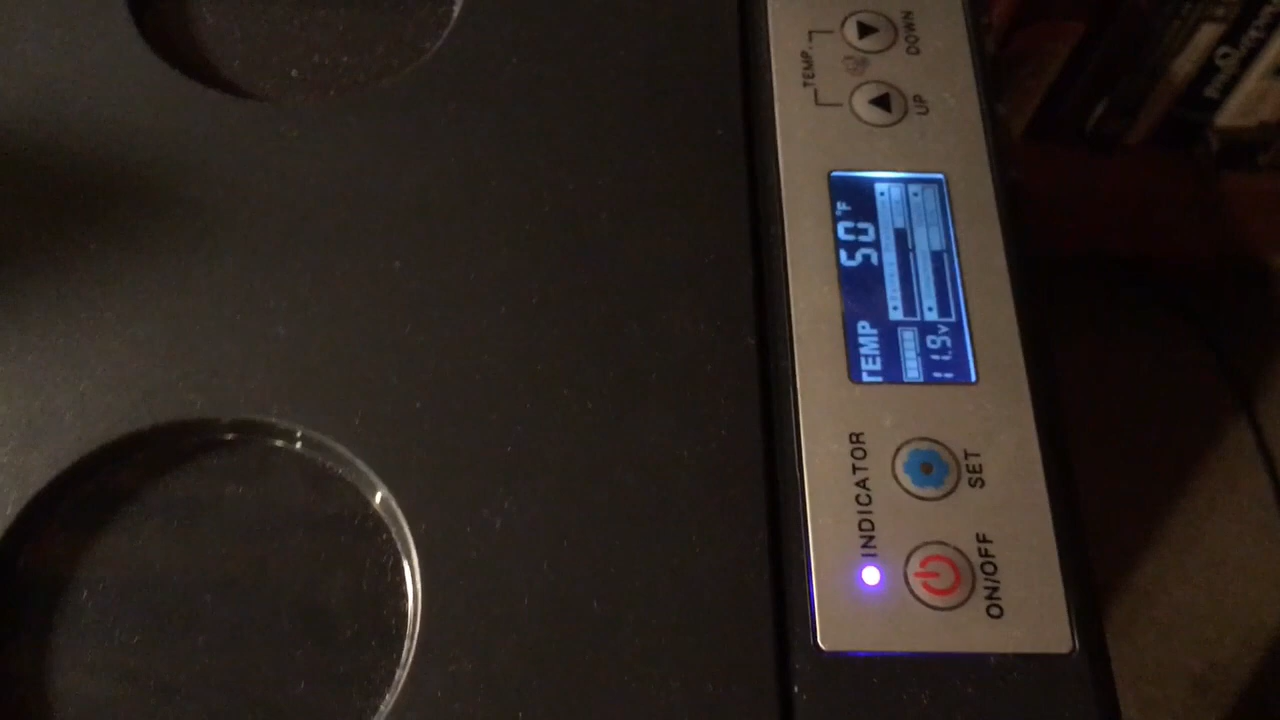 INDICATOR
ON/OFF
SET
TEMP 50°F
11.9v
TEMP.
UP
DOWN